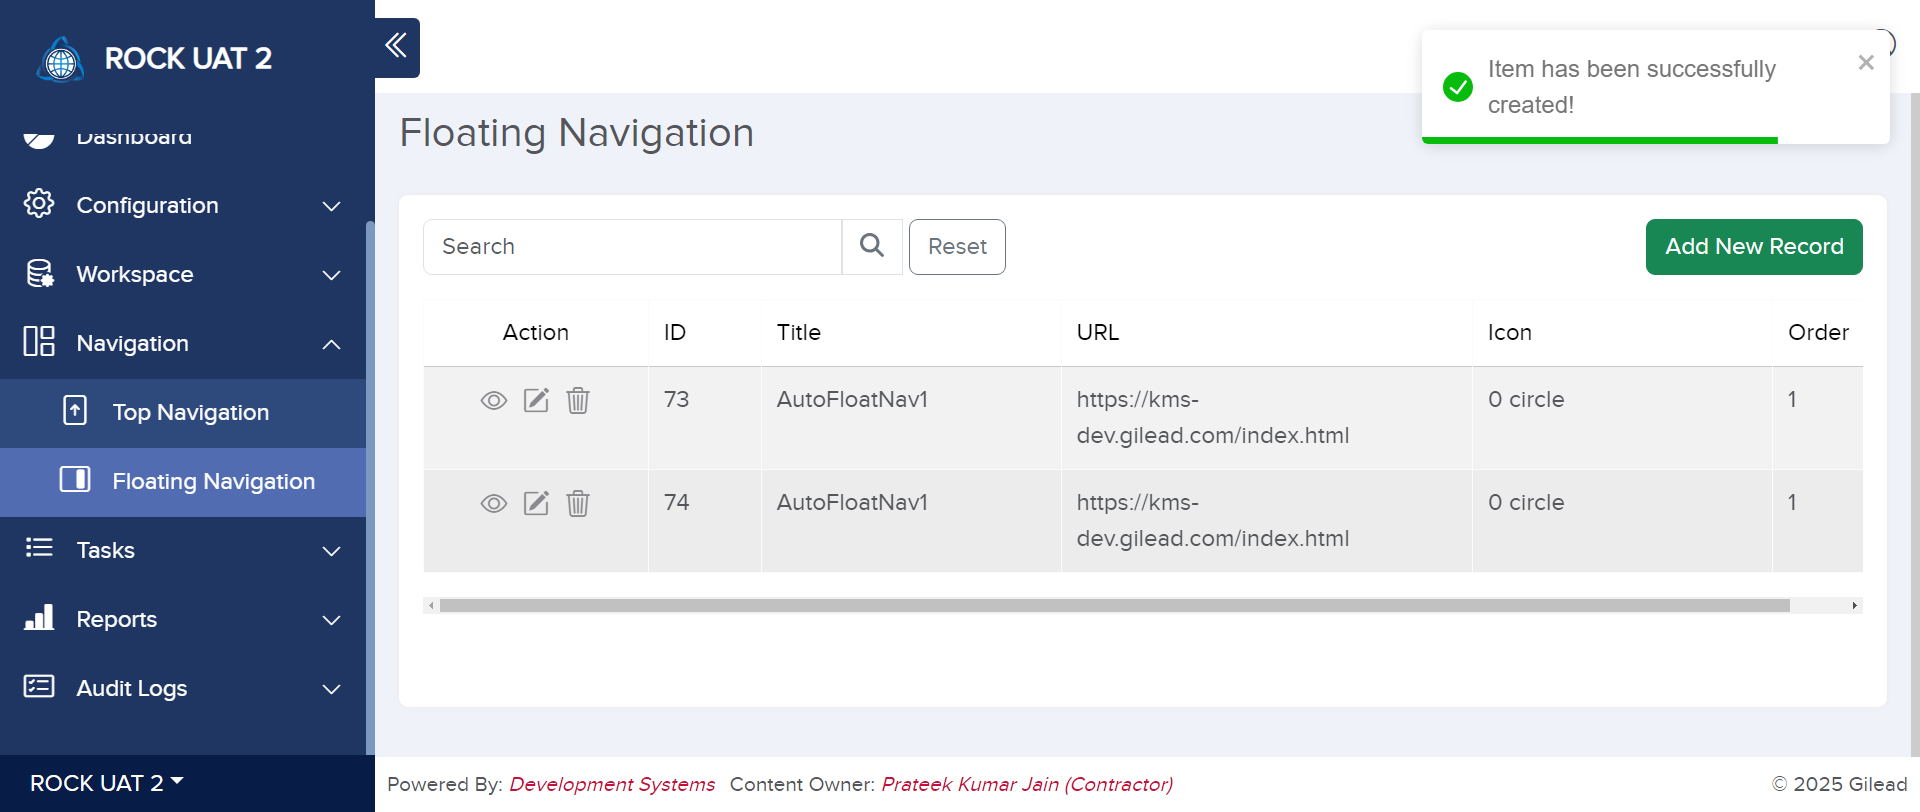 ROCK UAT 2
Dashboard
Configuration
Workspace
Navigation
Top Navigation
Floating Navigation
Tasks
Reports
Audit Logs
ROCK UAT 2
Item has been successfully
created!
Floating Navigation
Search
Reset
Add New Record
Action ID Title URL Icon Order
73 AutoFloatNav1 https://kms- 0 circle 1
dev.gilead.com/index.html
74 AutoFloatNav1 https://kms- 0 circle 1
dev.gilead.com/index.html
Powered By: Development Systems Content Owner: Prateek Kumar Jain (Contractor)
© 2025 Gilead